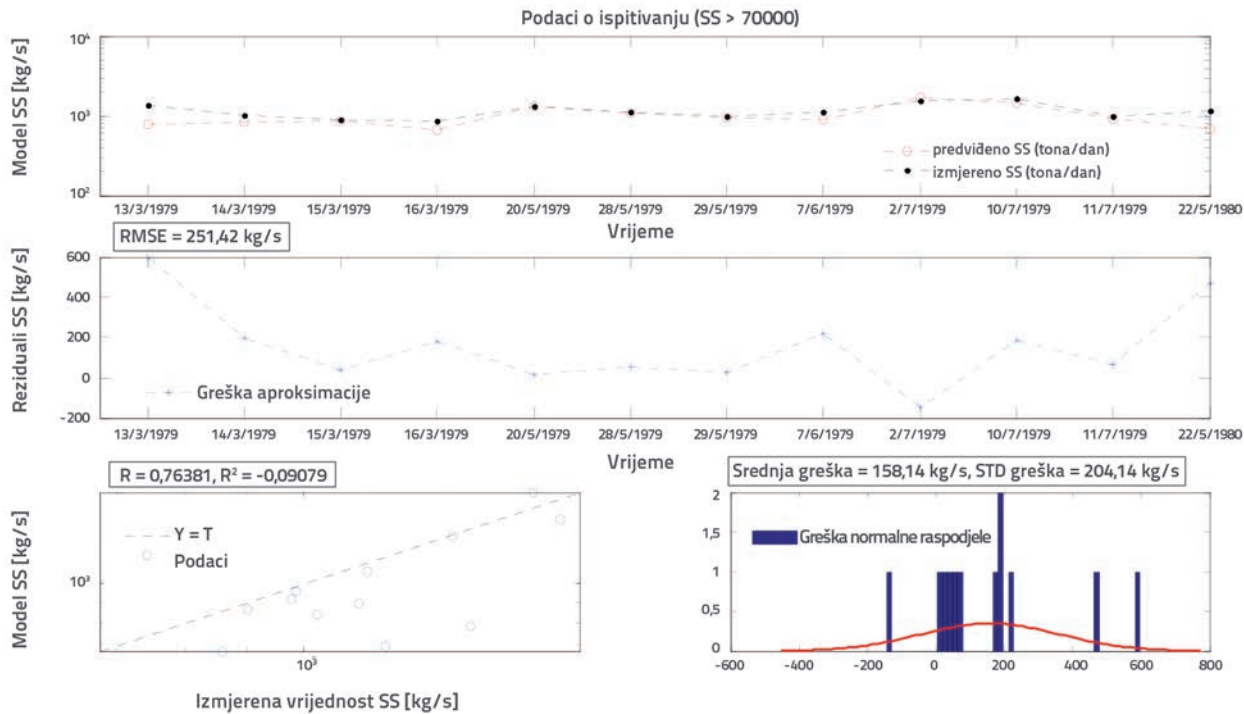 Podaci o ispitivanju (SS > 70000)
Model SS [kg/s]
10⁴
10³
10²
predviđeno SS (tona/dan)
izmjereno SS (tona/dan)
13/3/1979 14/3/1979 15/3/1979 16/3/1979 20/5/1979 28/5/1979 29/5/1979 7/6/1979 2/7/1979 10/7/1979 11/7/1979 22/5/1980
Vrijeme
RMSE = 251,42 kg/s
Reziduali SS [kg/s]
600
400
200
0
-200
Greška aproksimacije
13/3/1979 14/3/1979 15/3/1979 16/3/1979 20/5/1979 28/5/1979 29/5/1979 7/6/1979 2/7/1979 10/7/1979 11/7/1979 22/5/1980
Vrijeme
R = 0,76381, R² = -0,09079
Model SS [kg/s]
10³
Y = T
Podaci
10³
Izmjerena vrijednost SS [kg/s]
Srednja greška = 158,14 kg/s, STD greška = 204,14 kg/s
2
1,5
1
0,5
0
Greška normalne raspodjele
-600 -400 -200 0 200 400 600 800